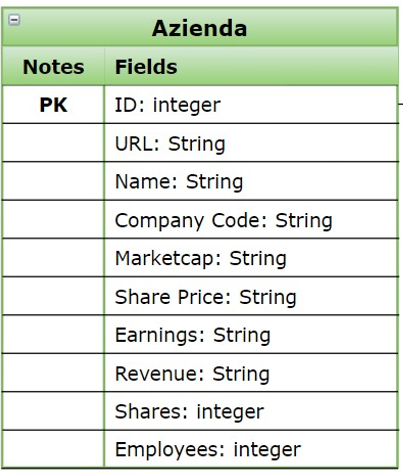 Azienda
Notes Fields
PK ID: integer
URL: String
Name: String
Company Code: String
Marketcap: String
Share Price: String
Earnings: String
Revenue: String
Shares: integer
Employees: integer